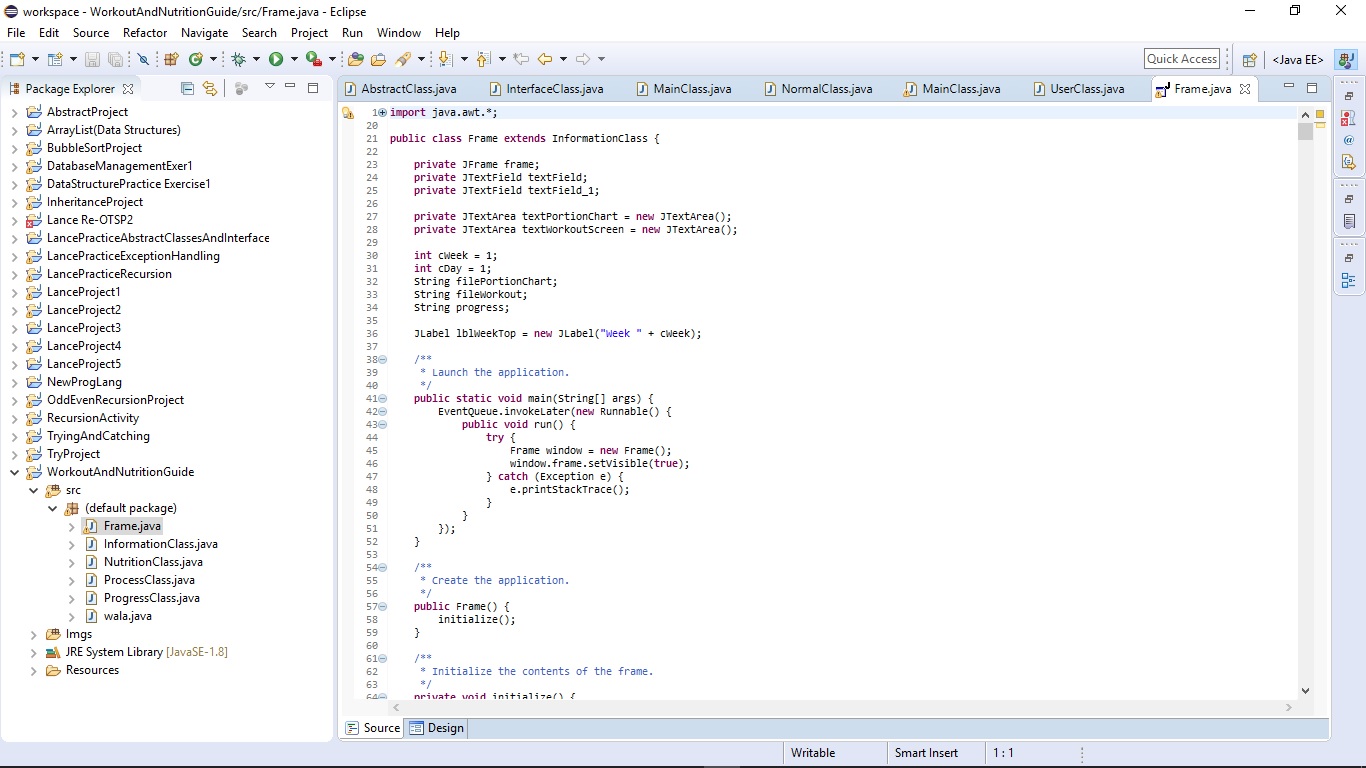 workspace - WorkoutAndNutritionGuide/src/Frame.java - Eclipse
File Edit Source Refactor Navigate Search Project Run Window Help
Quick Access <Java EE>
Package Explorer
AbstractClass.java InterfaceClass.java MainClass.java NormalClass.java MainClass.java UserClass.java Frame.java
AbstractProject
ArrayList(Data Structures)
BubbleSortProject
DatabaseManagementExer1
DataStructurePractice Exercise1
InheritanceProject
Lance Re-OTSP2
LancePracticeAbstractClassesAndInterface
LancePracticeExceptionHandling
LancePracticeRecursion
LanceProject1
LanceProject2
LanceProject3
LanceProject4
LanceProject5
NewProgLang
OddEvenRecursionProject
RecursionActivity
TryingAndCatching
TryProject
WorkoutAndNutritionGuide
src
(default package)
Frame.java
InformationClass.java
NutritionClass.java
ProcessClass.java
ProgressClass.java
wala.java
Imgs
JRE System Library [JavaSE-1.8]
Resources
1 import java.awt.*;
20
21 public class Frame extends InformationClass {
22
23 private JFrame frame;
24 private JTextField textField;
25 private JTextField textField_1;
26
27 private JTextArea textPortionChart = new JTextArea();
28 private JTextArea textWorkoutScreen = new JTextArea();
29
30 int cWeek = 1;
31 int cDay = 1;
32 String filePortionChart;
33 String fileWorkout;
34 String progress;
35
36 JLabel lblWeekTop = new JLabel("Week " + cWeek);
37
38 /**
39 * Launch the application.
40 */
41 public static void main(String[] args) {
42 EventQueue.invokeLater(new Runnable() {
43 public void run() {
44 try {
45 Frame window = new Frame();
46 window.frame.setVisible(true);
47 } catch (Exception e) {
48 e.printStackTrace();
49 }
50 }
51 });
52 }
53
54 /**
55 * Create the application.
56 */
57 public Frame() {
58 initialize();
59 }
60
61 /**
62 * Initialize the contents of the frame.
63 */
64 private void initialize() {
Source Design
Writable Smart Insert 1 : 1